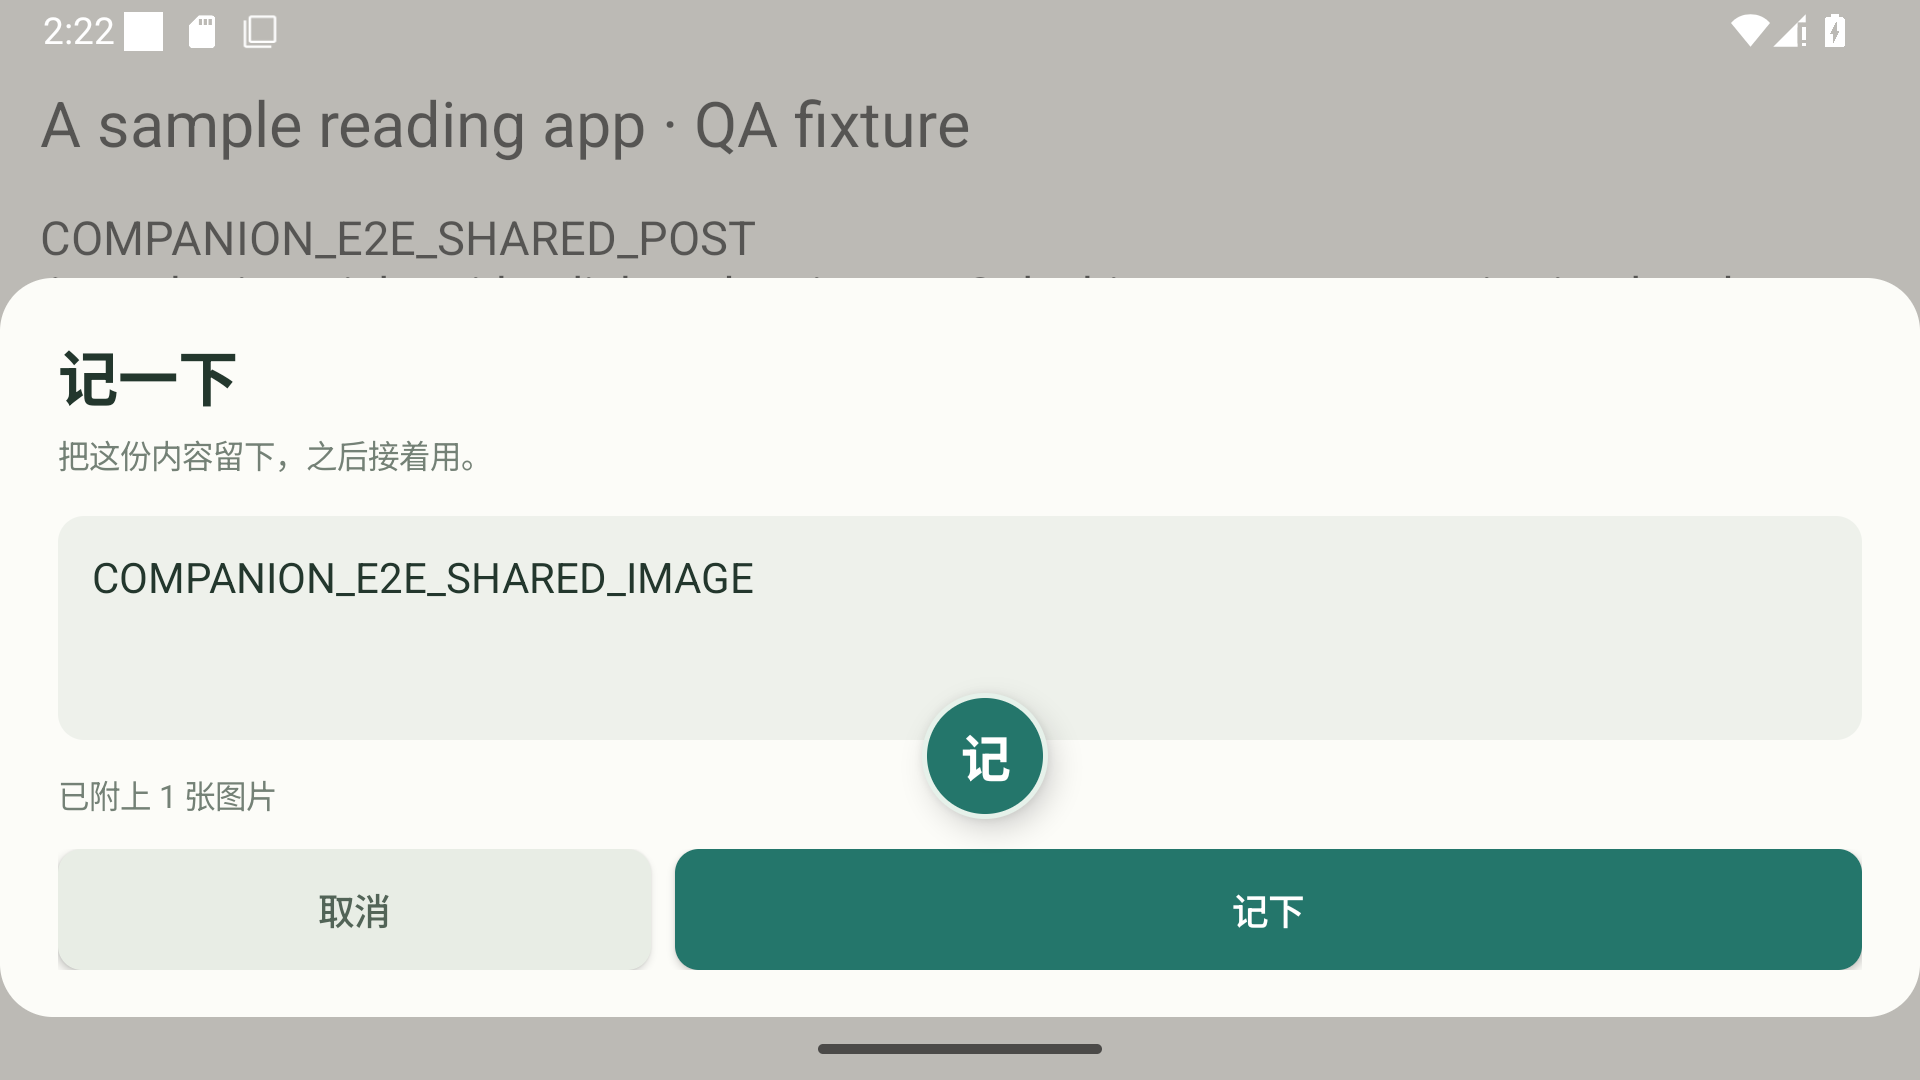 2:22
A sample reading app · QA fixture
COMPANION_E2E_SHARED_POST
记一下
把这份内容留下，之后接着用。
COMPANION_E2E_SHARED_IMAGE
记
已附上 1 张图片
取消
记下